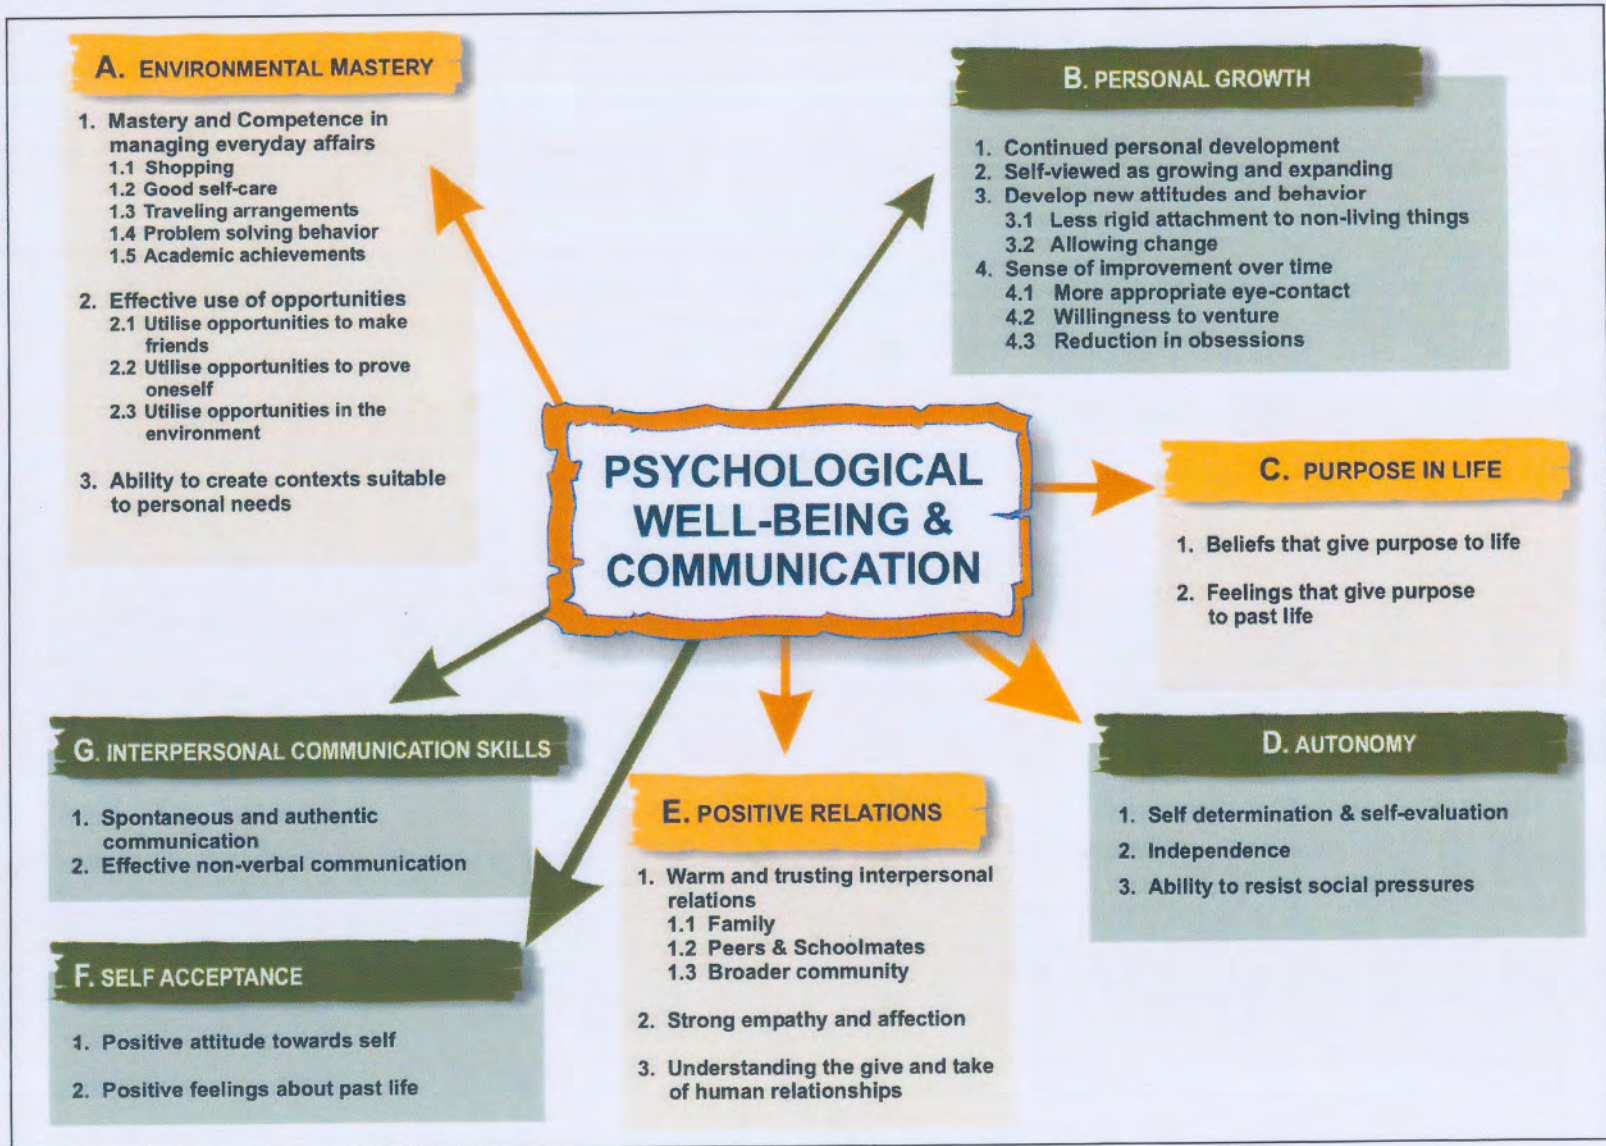 A. ENVIRONMENTAL MASTERY
1. Mastery and Competence in
managing everyday affairs
1.1 Shopping
1.2 Good self-care
1.3 Traveling arrangements
1.4 Problem solving behavior
1.5 Academic achievements
2. Effective use of opportunities
2.1 Utilise opportunities to make
friends
2.2 Utilise opportunities to prove
oneself
2.3 Utilise opportunities in the
environment
3. Ability to create contexts suitable
to personal needs
B. PERSONAL GROWTH
1. Continued personal development
2. Self-viewed as growing and expanding
3. Develop new attitudes and behavior
3.1 Less rigid attachment to non-living things
3.2 Allowing change
4. Sense of improvement over time
4.1 More appropriate eye-contact
4.2 Willingness to venture
4.3 Reduction in obsessions
PSYCHOLOGICAL
WELL-BEING &
COMMUNICATION
C. PURPOSE IN LIFE
1. Beliefs that give purpose to life
2. Feelings that give purpose
to past life
D. AUTONOMY
1. Self determination & self-evaluation
2. Independence
3. Ability to resist social pressures
E. POSITIVE RELATIONS
1. Warm and trusting interpersonal
relations
1.1 Family
1.2 Peers & Schoolmates
1.3 Broader community
2. Strong empathy and affection
3. Understanding the give and take
of human relationships
G. INTERPERSONAL COMMUNICATION SKILLS
1. Spontaneous and authentic
communication
2. Effective non-verbal communication
F. SELF ACCEPTANCE
1. Positive attitude towards self
2. Positive feelings about past life